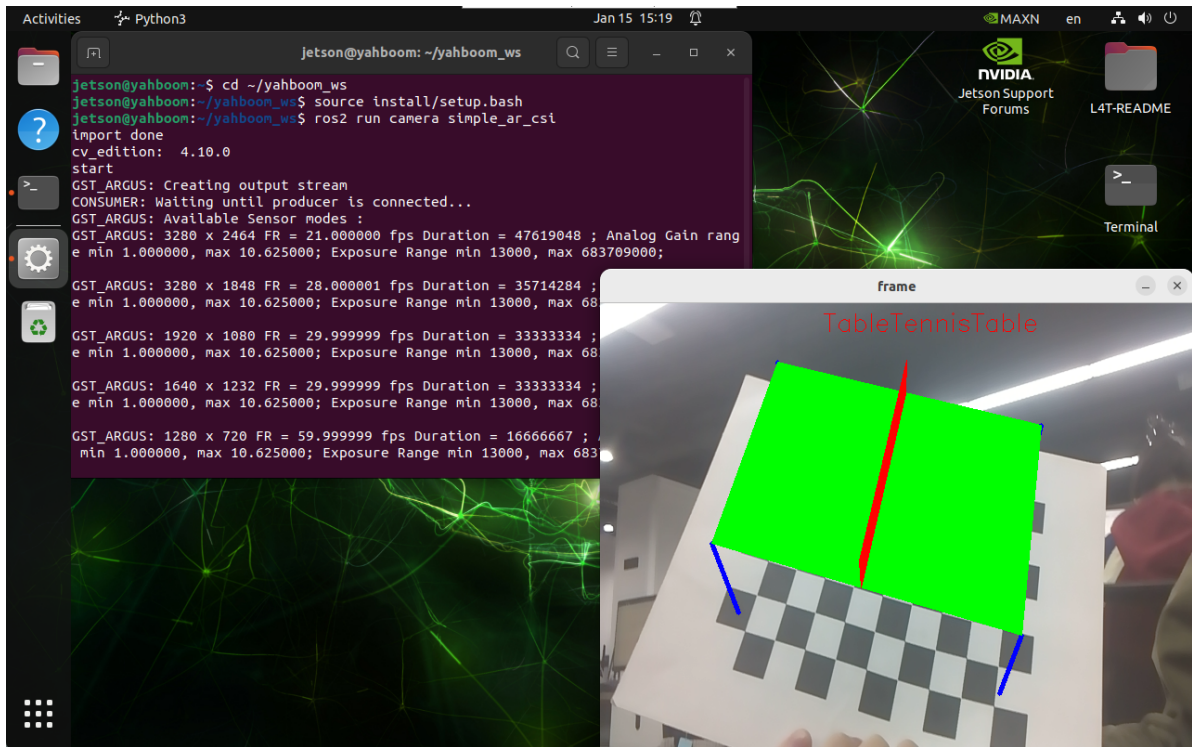 Activities
Python3
Jan 15 15:19
MAXN
en
jetson@yahboom: ~/yahboom_ws
jetson@yahboom:~$ cd ~/yahboom_ws
jetson@yahboom:~/yahboom_ws$ source install/setup.bash
jetson@yahboom:~/yahboom_ws$ ros2 run camera simple_ar_csi
import done
cv_edition:  4.10.0
start
GST_ARGUS: Creating output stream
CONSUMER: Waiting until producer is connected...
GST_ARGUS: Available Sensor modes :
GST_ARGUS: 3280 x 2464 FR = 21.000000 fps Duration = 47619048 ; Analog Gain rang
e min 1.000000, max 10.625000; Exposure Range min 13000, max 683709000;
GST_ARGUS: 3280 x 1848 FR = 28.000001 fps Duration = 35714284 ;
e min 1.000000, max 10.625000; Exposure Range min 13000, max 68
GST_ARGUS: 1920 x 1080 FR = 29.999999 fps Duration = 33333334 ;
e min 1.000000, max 10.625000; Exposure Range min 13000, max 68
GST_ARGUS: 1640 x 1232 FR = 29.999999 fps Duration = 33333334 ;
e min 1.000000, max 10.625000; Exposure Range min 13000, max 68
GST_ARGUS: 1280 x 720 FR = 59.999999 fps Duration = 16666667 ;
 min 1.000000, max 10.625000; Exposure Range min 13000, max 683
NVIDIA.
Jetson Support
Forums
L4T-README
Terminal
frame
TableTennisTable